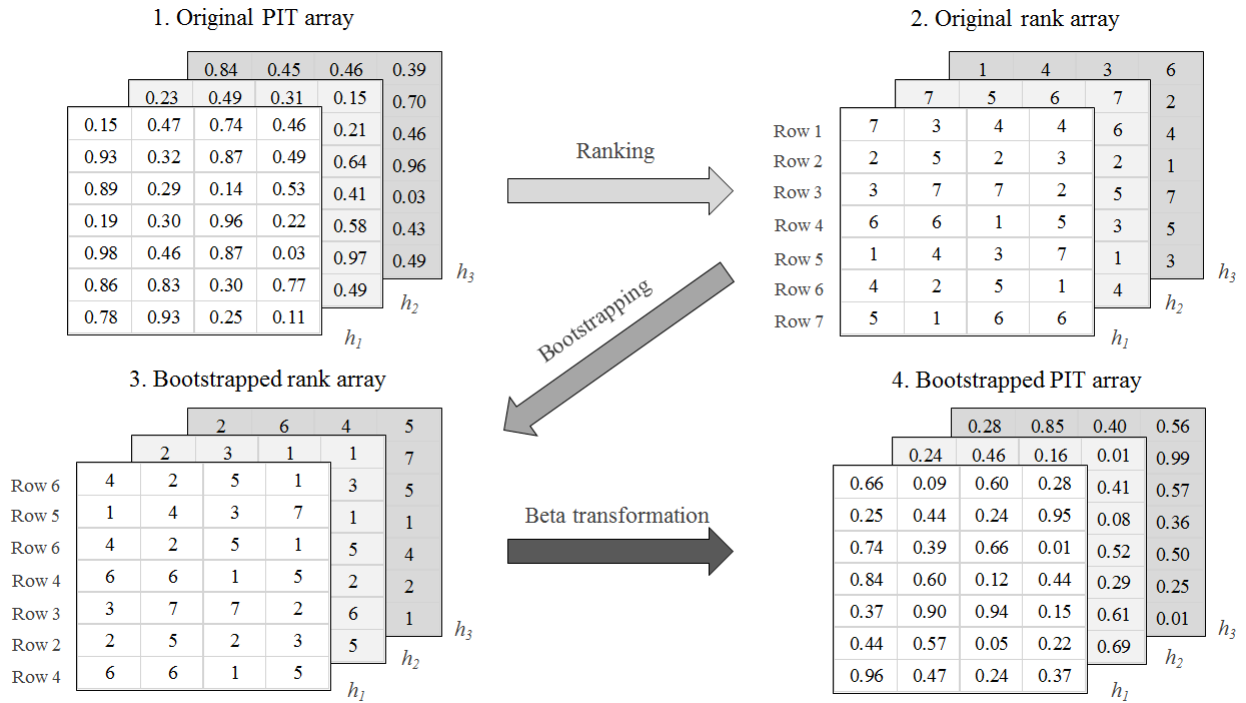 1. Original PIT array
0.84 0.45 0.46 0.39
0.23 0.49 0.31 0.15 0.70
0.15 0.47 0.74 0.46 0.21 0.46
0.93 0.32 0.87 0.49 0.64 0.96
0.89 0.29 0.14 0.53 0.41 0.03
0.19 0.30 0.96 0.22 0.58 0.43
0.98 0.46 0.87 0.03 0.97 0.49
0.86 0.83 0.30 0.77 0.49
0.78 0.93 0.25 0.11
h3
h2
h1
Ranking
2. Original rank array
1 4 3 6
7 5 6 7 2
Row 1 7 3 4 4 6 4
Row 2 2 5 2 3 2 1
Row 3 3 7 7 2 5 7
Row 4 6 6 1 5 3 5
Row 5 1 4 3 7 1 3
Row 6 4 2 5 1 4
Row 7 5 1 6 6
h3
h2
h1
Bootstrapping
3. Bootstrapped rank array
2 6 4 5
2 3 1 1 7
Row 6 4 2 5 1 3 5
Row 5 1 4 3 7 1 1
Row 6 4 2 5 1 5 4
Row 4 6 6 1 5 2 2
Row 3 3 7 7 2 6 1
Row 2 2 5 2 3 5
Row 4 6 6 1 5
h3
h2
h1
Beta transformation
4. Bootstrapped PIT array
0.28 0.85 0.40 0.56
0.24 0.46 0.16 0.01 0.99
0.66 0.09 0.60 0.28 0.41 0.57
0.25 0.44 0.24 0.95 0.08 0.36
0.74 0.39 0.66 0.01 0.52 0.50
0.84 0.60 0.12 0.44 0.29 0.25
0.37 0.90 0.94 0.15 0.61 0.01
0.44 0.57 0.05 0.22 0.69
0.96 0.47 0.24 0.37
h3
h2
h1